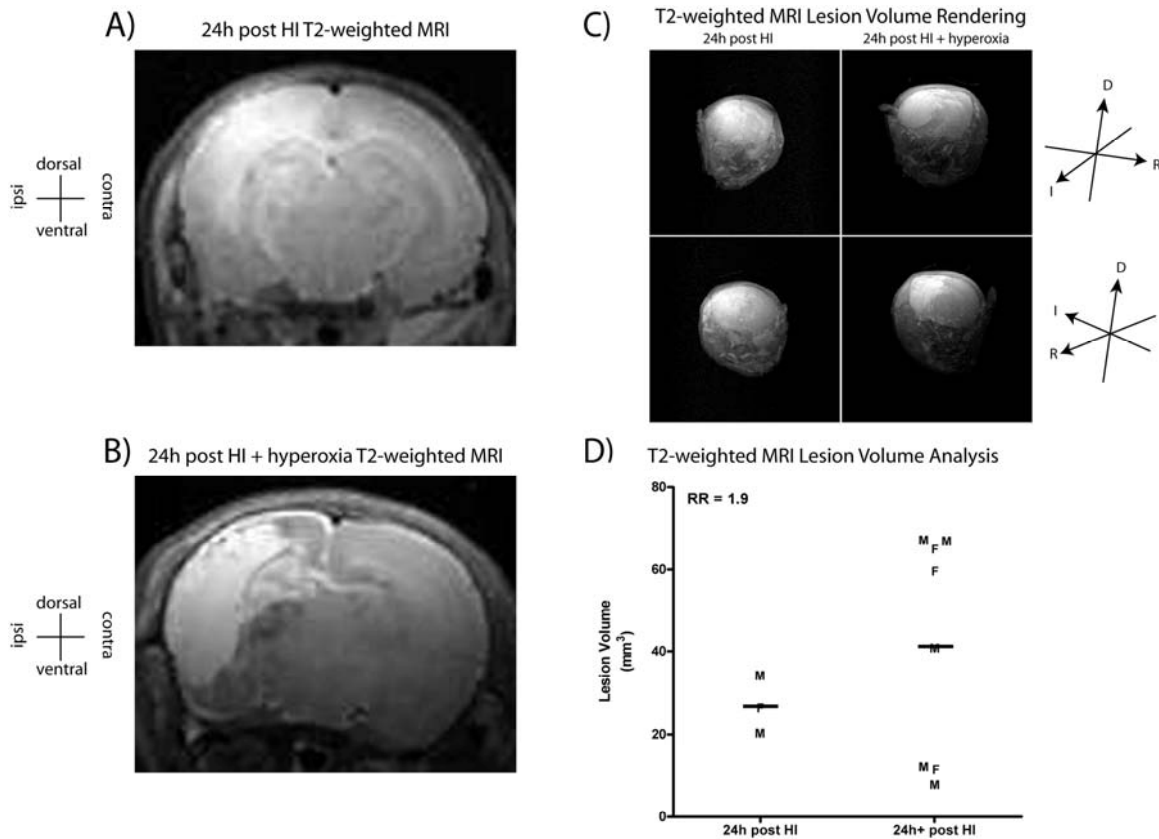 A)
24h post HI T2-weighted MRI
dorsal
ipsi
contra
ventral
B)
24h post HI + hyperoxia T2-weighted MRI
dorsal
ipsi
contra
ventral
C)
T2-weighted MRI Lesion Volume Rendering
24h post HI
24h post HI + hyperoxia
D
R
I
D
I
R
D)
T2-weighted MRI Lesion Volume Analysis
RR = 1.9
Lesion Volume
(mm³)
80
60
40
20
0
M
F
M
M M
F
F
M
M F
M
24h post HI
24h+ post HI